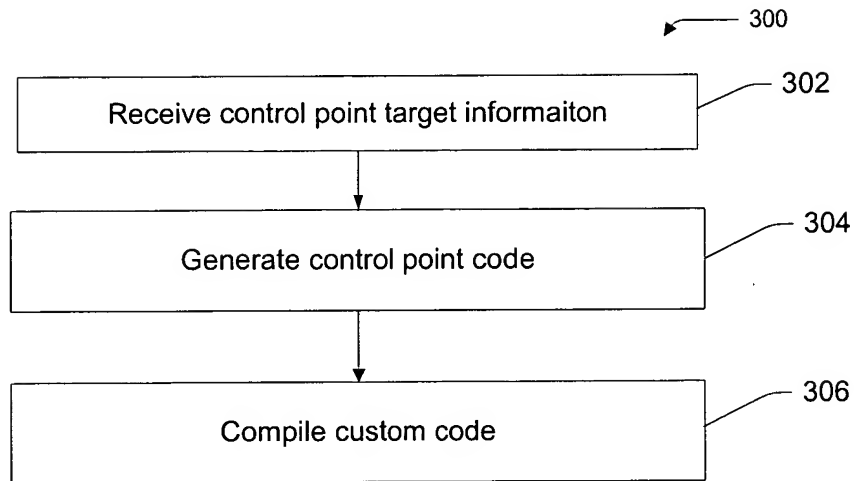 300
Receive control point target informaiton
302
Generate control point code
304
Compile custom code
306